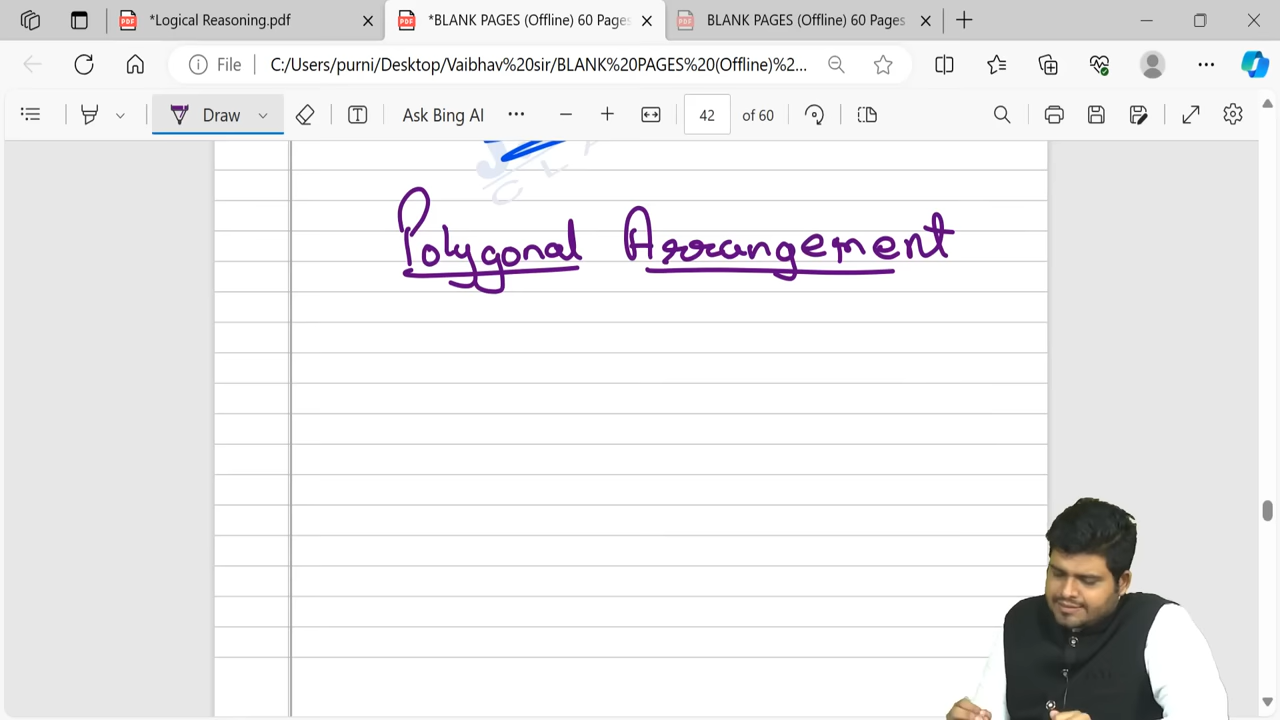 *Logical Reasoning.pdf
*BLANK PAGES (Offline) 60 Pages
BLANK PAGES (Offline) 60 Pages
File
C:/Users/purni/Desktop/Vaibhav%20sir/BLANK%20PAGES%20(Offline)%2...
Draw
Ask Bing AI
42 of 60
Polygonal Arrangement